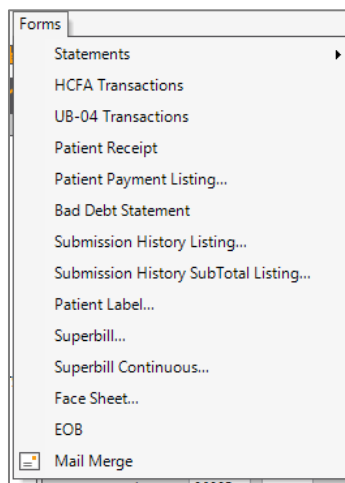 Forms
Statements
HCFA Transactions
UB-04 Transactions
Patient Receipt
Patient Payment Listing...
Bad Debt Statement
Submission History Listing...
Submission History SubTotal Listing...
Patient Label...
Superbill...
Superbill Continuous...
Face Sheet...
EOB
Mail Merge